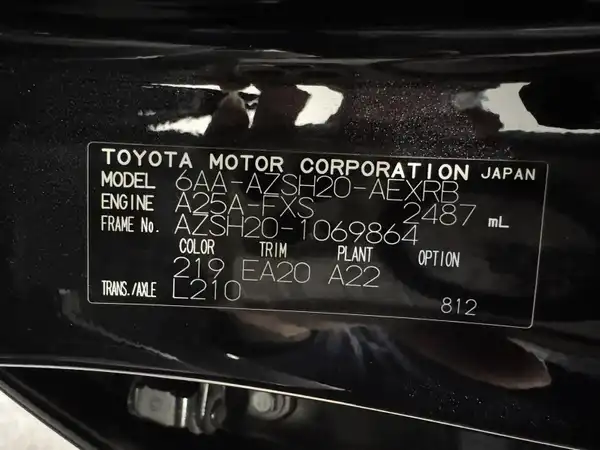 TOYOTA MOTOR CORPORATION JAPAN
MODEL 6AA-AZSH20-AEXRB
ENGINE A25A-FXS 2487 mL
FRAME No. AZSH20-1069864
COLOR TRIM PLANT OPTION
219 EA20 A22
TRANS./AXLE L210 812